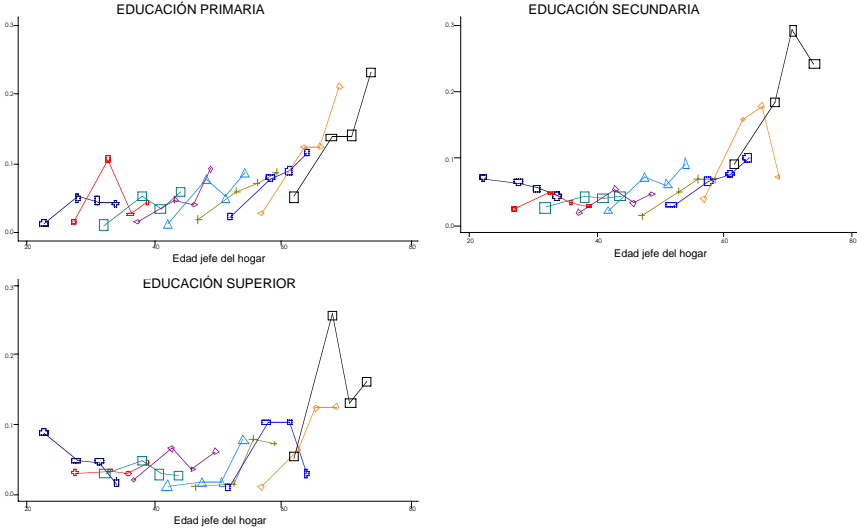 EDUCACIÓN PRIMARIA
0.3
0.2
0.1
0.0
20 40 60 80
Edad jefe del hogar
EDUCACIÓN SECUNDARIA
0.3
0.2
0.1
0.0
20 40 60 80
Edad jefe del hogar
EDUCACIÓN SUPERIOR
0.3
0.2
0.1
0.0
20 40 60 80
Edad jefe del hogar